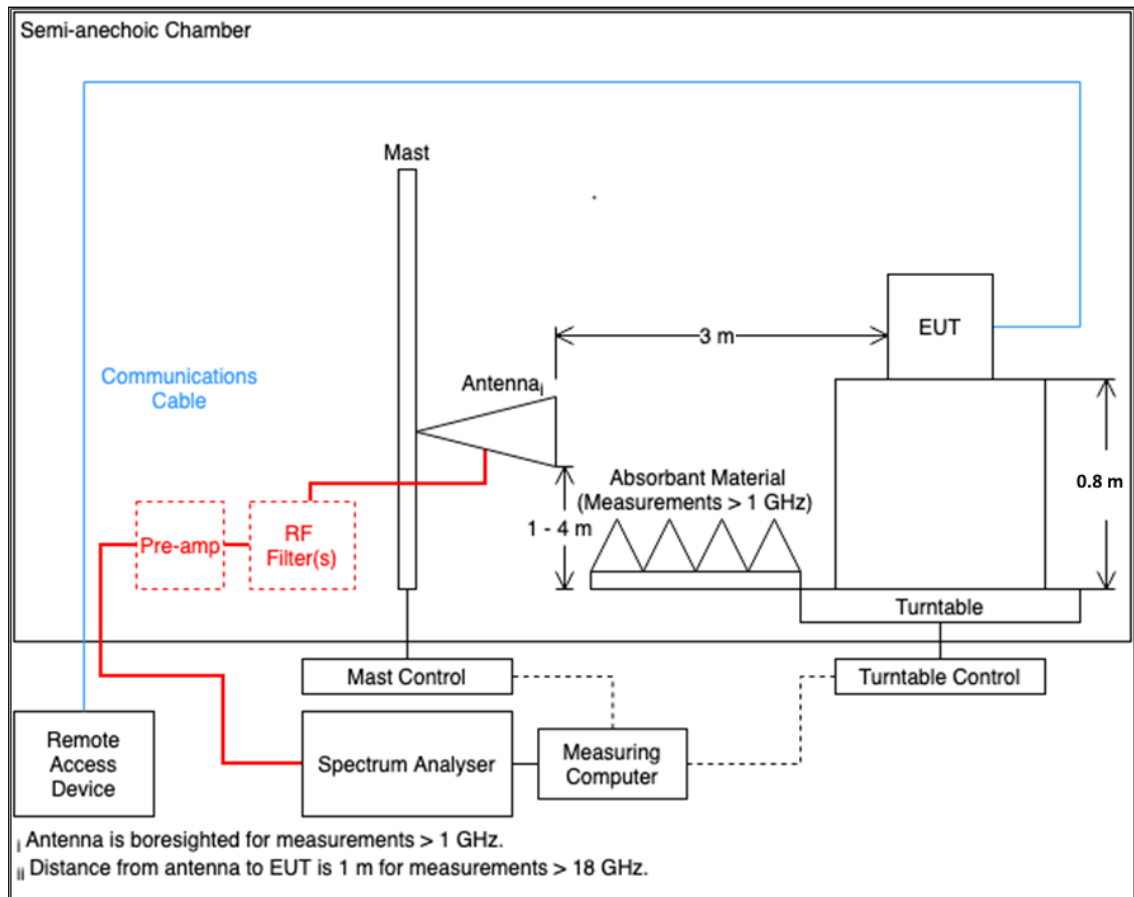 Semi-anechoic Chamber
Mast
EUT
3 m
Communications
Cable
Antennai
Absorbant Material
(Measurements > 1 GHz)
0.8 m
1 - 4 m
Pre-amp
RF
Filter(s)
Turntable
Mast Control
Turntable Control
Remote
Access
Device
Spectrum Analyser
Measuring
Computer
i Antenna is boresighted for measurements > 1 GHz.
ii Distance from antenna to EUT is 1 m for measurements > 18 GHz.